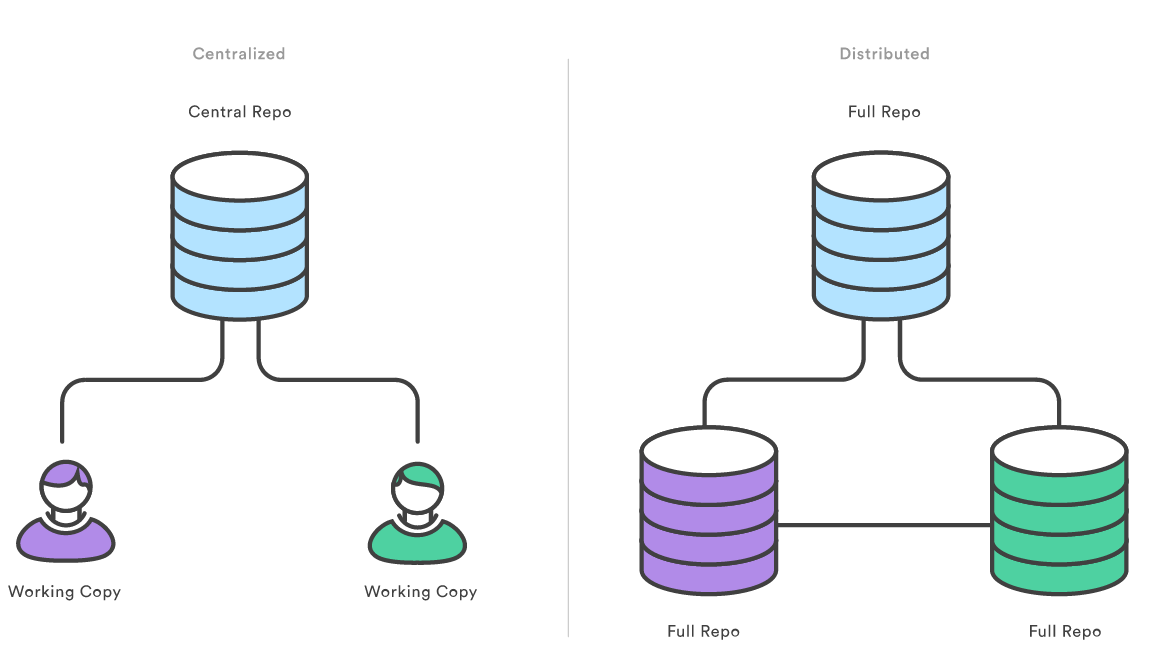 Centralized
Central Repo
Working Copy
Working Copy
Distributed
Full Repo
Full Repo
Full Repo